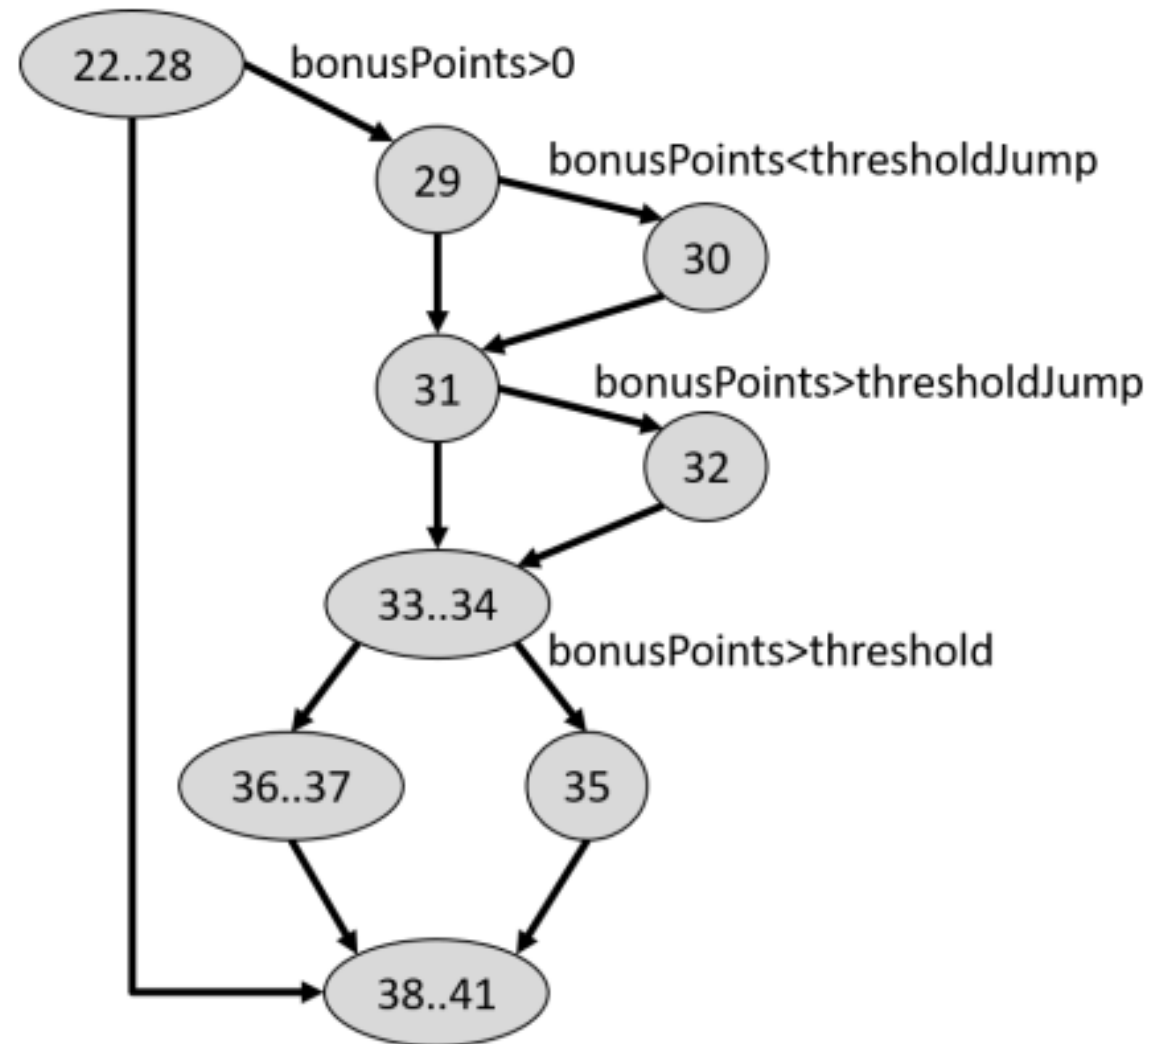 22..28
bonusPoints>0
29
bonusPoints<thresholdJump
30
31
bonusPoints>thresholdJump
32
33..34
bonusPoints>threshold
36..37
35
38..41